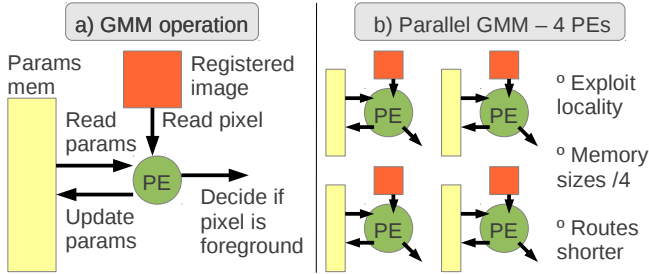 a) GMM operation
Params
mem
Registered
image
Read
params
Read pixel
PE
Update
params
Decide if
pixel is
foreground
b) Parallel GMM – 4 PEs
PE
PE
PE
PE
º Exploit
locality
º Memory
sizes /4
º Routes
shorter